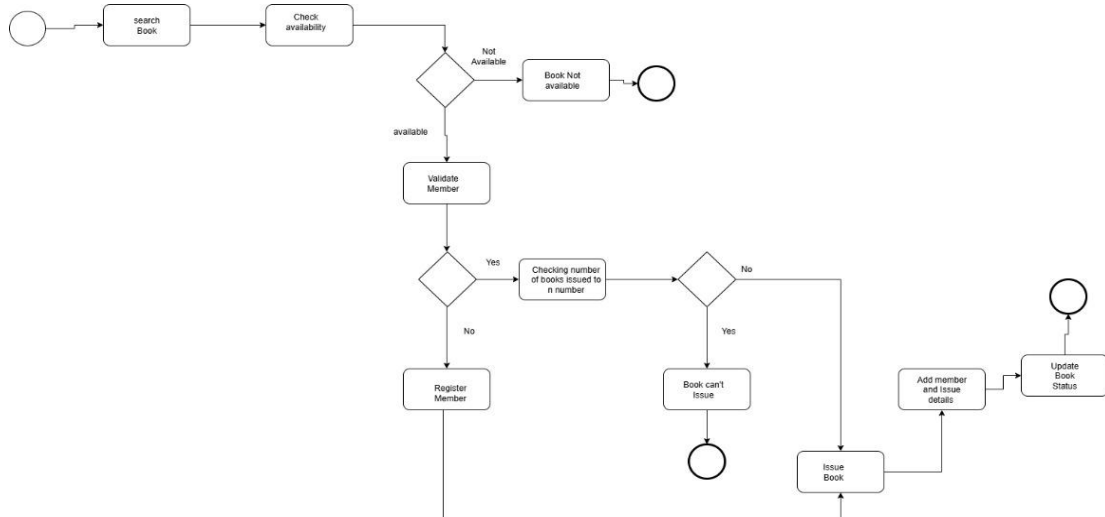 search
Book
Check
availability
Not
Available
Book Not
available
available
Validate
Member
Yes
Checking number
of books issued to
n number
No
No
Yes
Register
Member
Book can't
Issue
Add member
and Issue
details
Update
Book
Status
Issue
Book